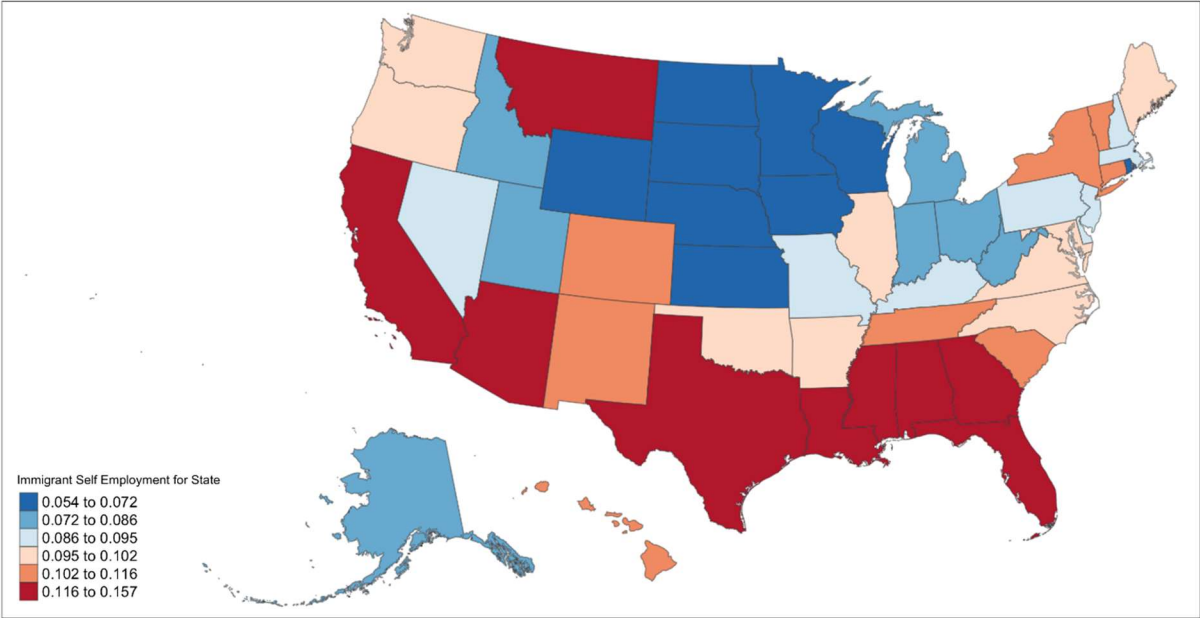 Immigrant Self Employment for State
0.054 to 0.072
0.072 to 0.086
0.086 to 0.095
0.095 to 0.102
0.102 to 0.116
0.116 to 0.157